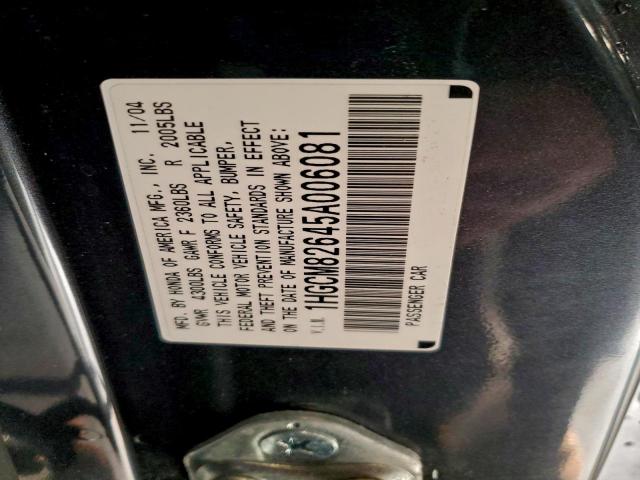 MFD. BY HONDA OF AMERICA MFG., INC. 11/04
GVWR 4300LBS GAWR F 2360LBS R 2005LBS
THIS VEHICLE CONFORMS TO ALL APPLICABLE
FEDERAL MOTOR VEHICLE SAFETY, BUMPER,
AND THEFT PREVENTION STANDARDS IN EFFECT
ON THE DATE OF MANUFACTURE SHOWN ABOVE:
V.I.N. 1HGCM82645A006081
PASSENGER CAR